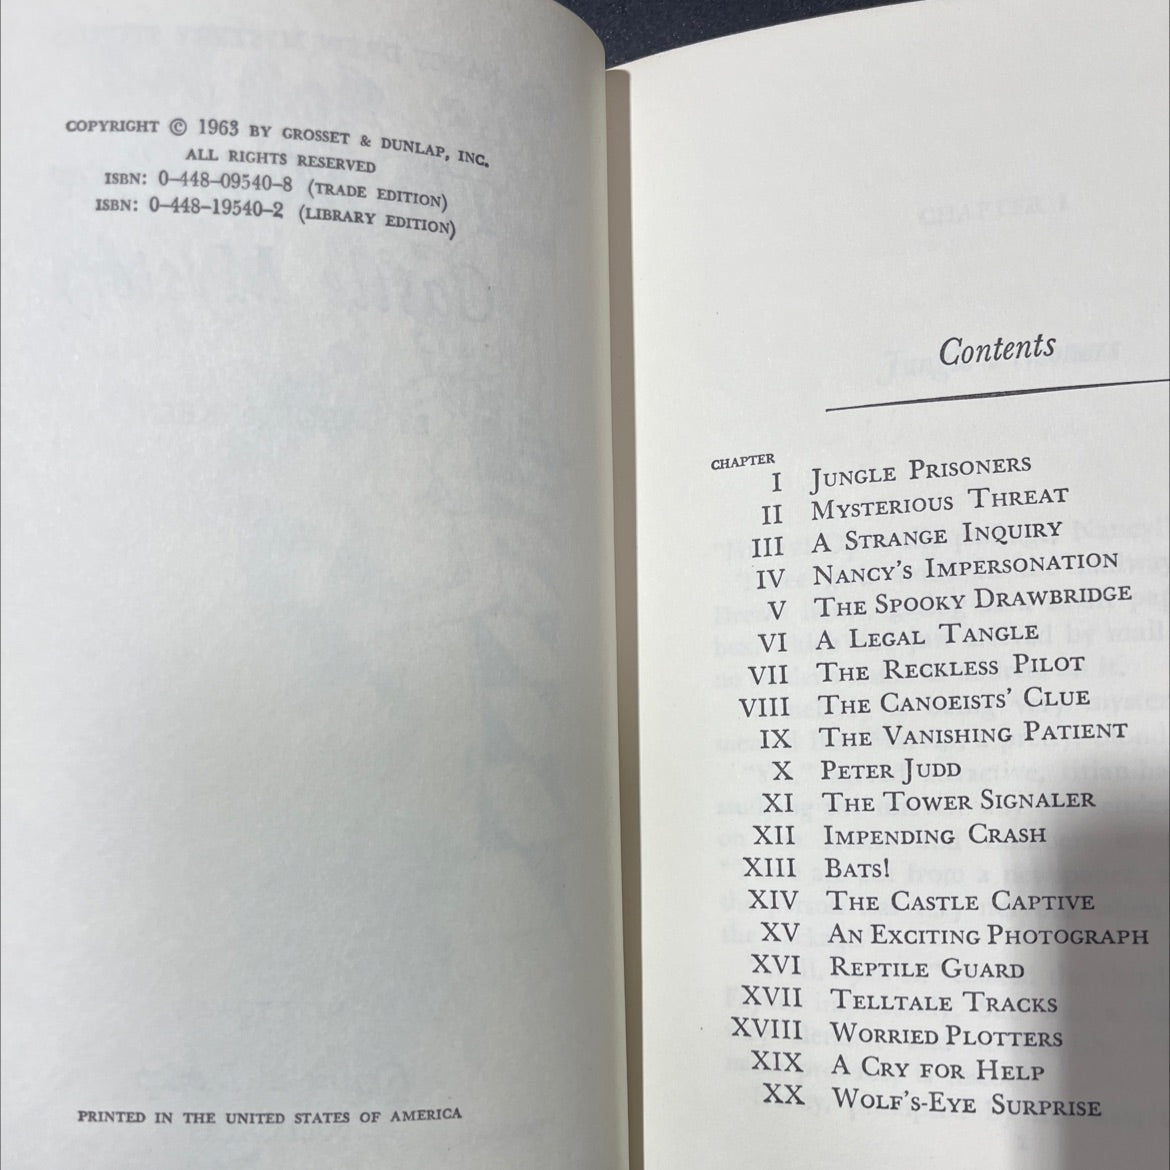 COPYRIGHT © 1963 BY GROSSET & DUNLAP, INC.
ALL RIGHTS RESERVED
ISBN: 0-448-09540-8 (TRADE EDITION)
ISBN: 0-448-19540-2 (LIBRARY EDITION)
PRINTED IN THE UNITED STATES OF AMERICA
Contents
CHAPTER
I JUNGLE PRISONERS
II MYSTERIOUS THREAT
III A STRANGE INQUIRY
IV NANCY'S IMPERSONATION
V THE SPOOKY DRAWBRIDGE
VI A LEGAL TANGLE
VII THE RECKLESS PILOT
VIII THE CANOEISTS' CLUE
IX THE VANISHING PATIENT
X PETER JUDD
XI THE TOWER SIGNALER
XII IMPENDING CRASH
XIII BATS!
XIV THE CASTLE CAPTIVE
XV AN EXCITING PHOTOGRAPH
XVI REPTILE GUARD
XVII TELLTALE TRACKS
XVIII WORRIED PLOTTERS
XIX A CRY FOR HELP
XX WOLF'S-EYE SURPRISE